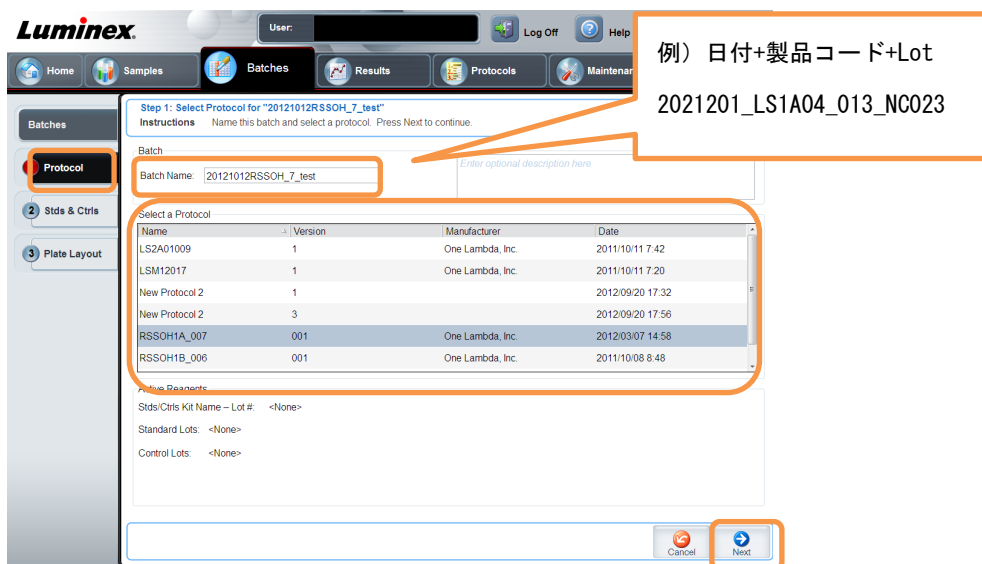 Luminex.
User:
Log Off
Help
Home
Samples
Batches
Results
Protocols
例）日付+製品コード+Lot
2021201_LS1A04_013_NC023
Batches
Protocol
2 Stds & Ctrls
3 Plate Layout
Step 1: Select Protocol for "20121012RSSOH_7_test"
Instructions Name this batch and select a protocol. Press Next to continue.
Batch
Batch Name: 20121012RSSOH_7_test
Enter optional description here
Select a Protocol
Name Version Manufacturer Date
LS2A01009 1 One Lambda, Inc. 2011/10/11 7:42
LSM12017 1 One Lambda, Inc. 2011/10/11 7:20
New Protocol 2 1 2012/09/20 17:32
New Protocol 2 3 2012/09/20 17:56
RSSOH1A_007 001 One Lambda, Inc. 2012/03/07 14:58
RSSOH1B_006 001 One Lambda, Inc. 2011/10/08 8:48
Active Reagents
Stds/Ctrls Kit Name – Lot #: <None>
Standard Lots: <None>
Control Lots: <None>
Cancel
Next